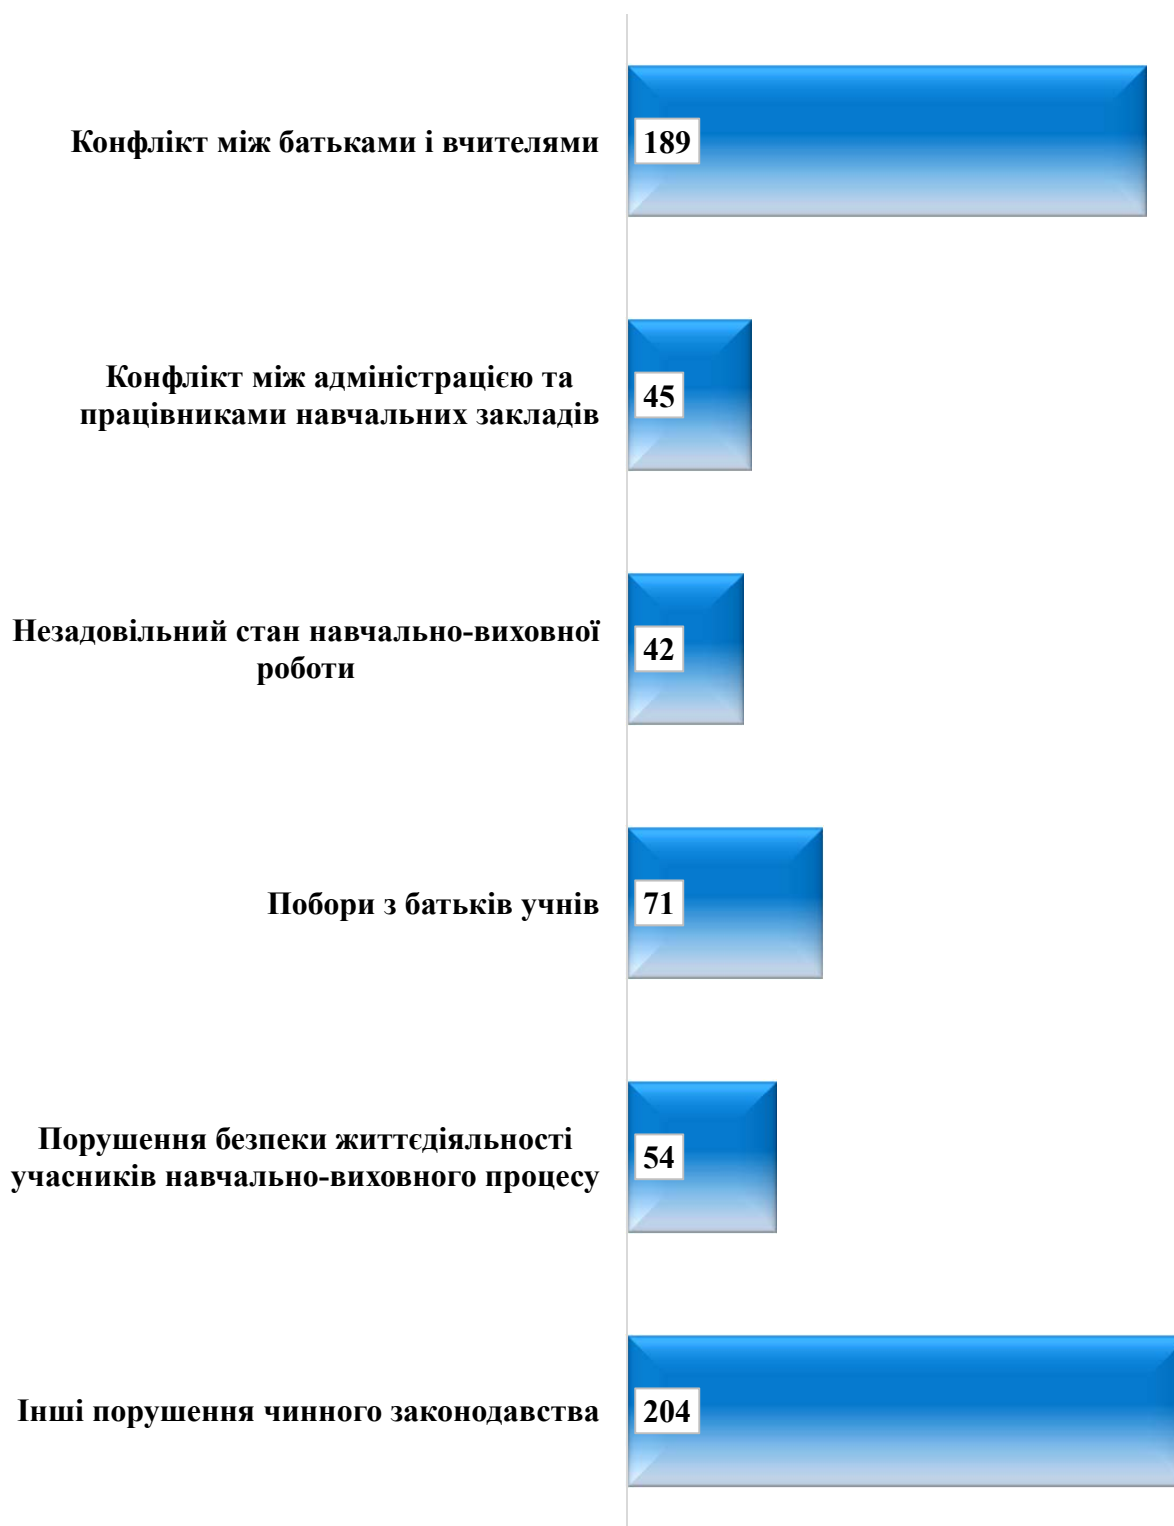 Конфлікт між батьками і вчителями
189
Конфлікт між адміністрацією та
працівниками навчальних закладів
45
Незадовільний стан навчально-виховної
роботи
42
Побори з батьків учнів
71
Порушення безпеки життєдіяльності
учасників навчально-виховного процесу
54
Інші порушення чинного законодавства
204